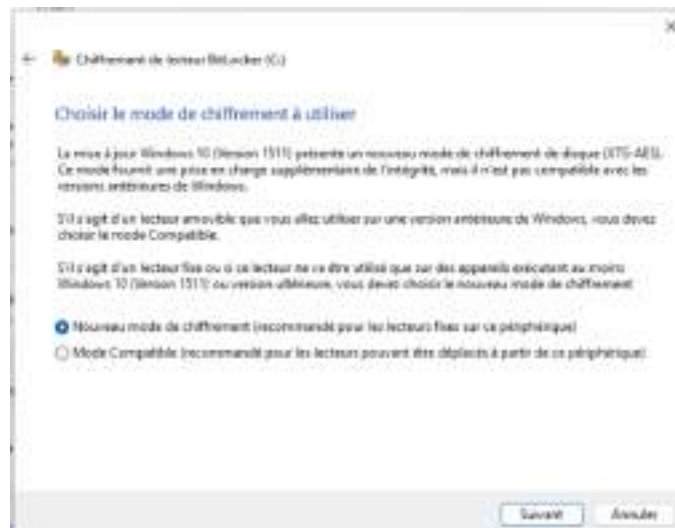 Chiffrement de lecteur BitLocker (C:)
Choisir le mode de chiffrement à utiliser
La mise à jour Windows 10 (Version 1511) présente un nouveau mode de chiffrement de disque (XTS-AES).
Ce mode fournit une prise en charge supplémentaire de l'intégrité, mais il n'est pas compatible avec les
versions antérieures de Windows.
S'il s'agit d'un lecteur amovible que vous allez utiliser sur une version antérieure de Windows, vous devez
choisir le mode Compatible.
S'il s'agit d'un lecteur fixe ou si ce lecteur ne va être utilisé que sur des appareils exécutant au moins
Windows 10 (Version 1511) ou version ultérieure, vous devez choisir le nouveau mode de chiffrement
Nouveau mode de chiffrement (recommandé pour les lecteurs fixes sur ce périphérique)
Mode Compatible (recommandé pour les lecteurs pouvant être déplacés à partir de ce périphérique)
Suivant Annuler